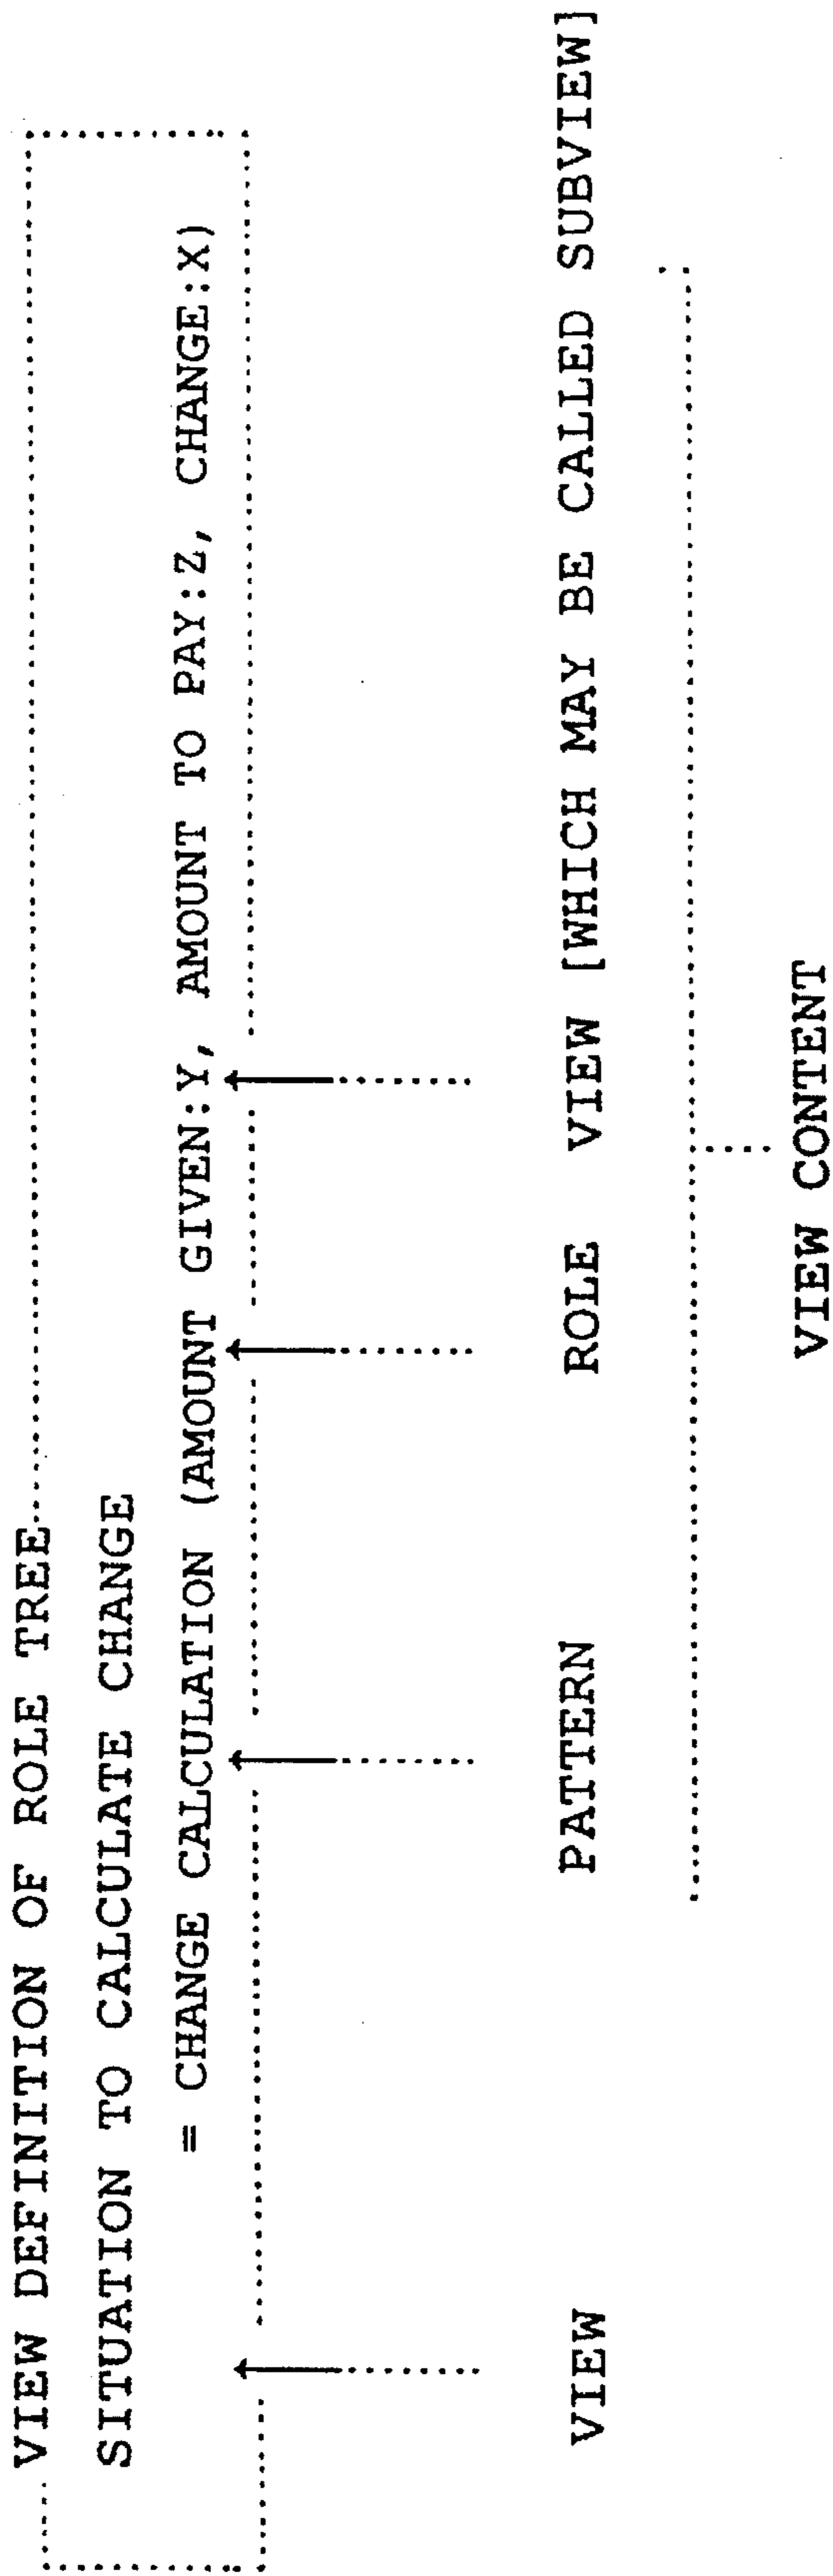 VIEW DEFINITION OF ROLE TREE
SITUATION TO CALCULATE CHANGE
= CHANGE CALCULATION (AMOUNT GIVEN:Y, AMOUNT TO PAY:Z, CHANGE:X)
VIEW PATTERN ROLE VIEW [WHICH MAY BE CALLED SUBVIEW]
VIEW CONTENT